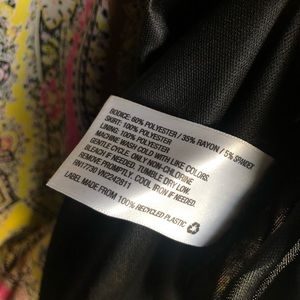 BODICE: 60% POLYESTER / 35% RAYON / 5% SPANDEX
SKIRT: 100% POLYESTER
LINING: 100% POLYESTER
MACHINE WASH COLD WITH LIKE COLORS.
GENTLE CYCLE. ONLY NON-CHLORINE
BLEACH IF NEEDED. TUMBLE DRY LOW.
REMOVE PROMPTLY. COOL IRON IF NEEDED
RN17730 VN2242811
LABEL MADE FROM 100% RECYCLED PLASTIC